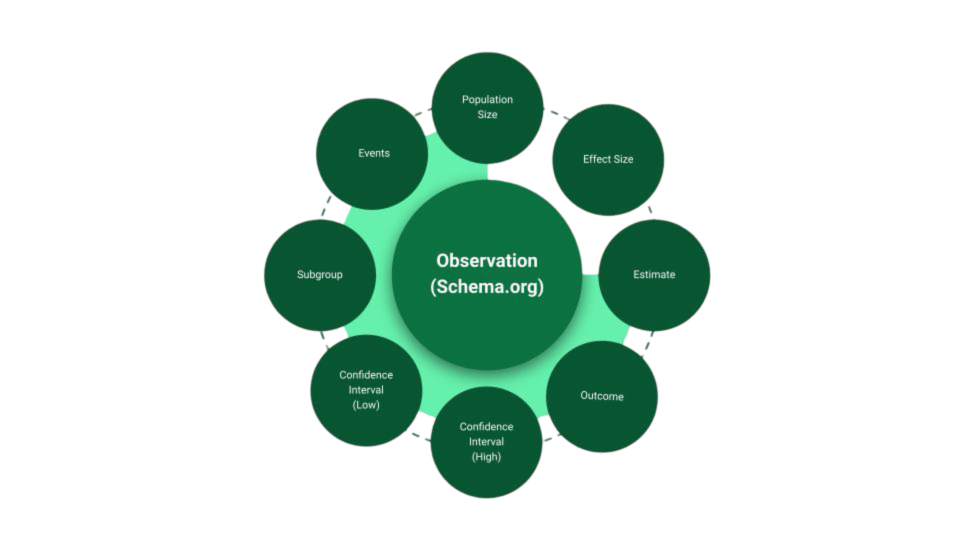 Population
Size
Events
Effect Size
Observation
(Schema.org)
Subgroup
Estimate
Confidence
Interval
(Low)
Outcome
Confidence
Interval
(High)